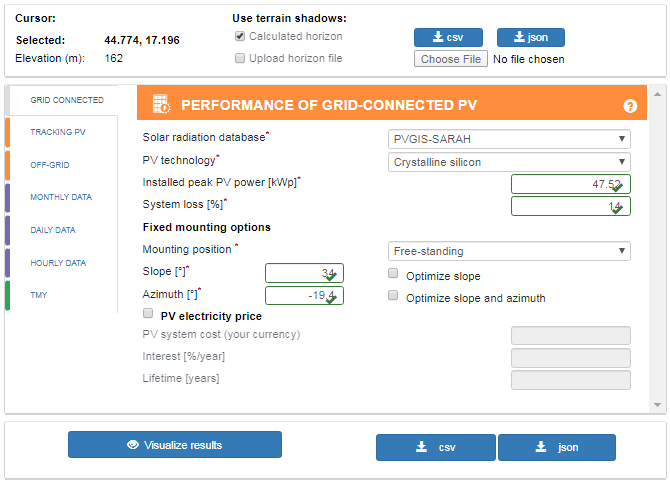 Cursor:
Use terrain shadows:
Selected: 44.774, 17.196
Calculated horizon
csv
json
Elevation (m): 162
Upload horizon file
Choose File No file chosen
GRID CONNECTED
TRACKING PV
OFF-GRID
MONTHLY DATA
DAILY DATA
HOURLY DATA
TMY
PERFORMANCE OF GRID-CONNECTED PV
?
Solar radiation database*
PVGIS-SARAH
PV technology*
Crystalline silicon
Installed peak PV power [kWp]*
47.52
System loss [%]*
14
Fixed mounting options
Mounting position *
Free-standing
Slope [°]*
34
Optimize slope
Azimuth [°]*
-19.4
Optimize slope and azimuth
PV electricity price
PV system cost (your currency)
Interest [%/year]
Lifetime [years]
Visualize results
csv
json